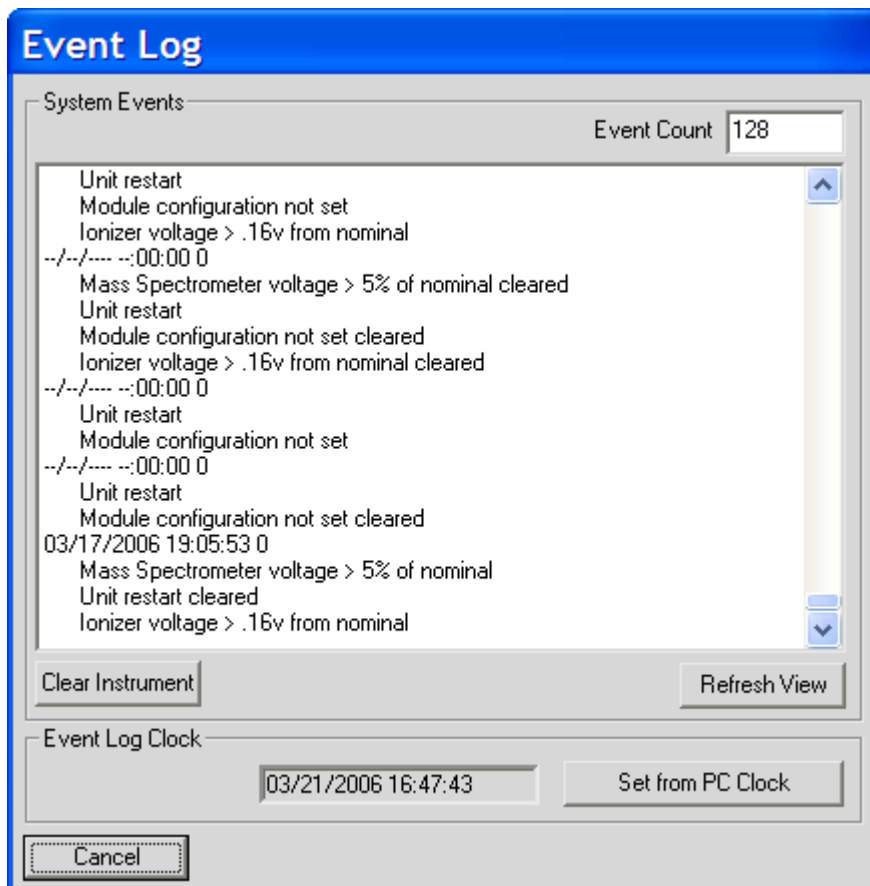 Event Log
System Events
Event Count 128
Unit restart
Module configuration not set
Ionizer voltage > .16v from nominal
--/--/---- --:00:00 0
Mass Spectrometer voltage > 5% of nominal cleared
Unit restart
Module configuration not set cleared
Ionizer voltage > .16v from nominal cleared
--/--/---- --:00:00 0
Unit restart
Module configuration not set
--/--/---- --:00:00 0
Unit restart
Module configuration not set cleared
03/17/2006 19:05:53 0
Mass Spectrometer voltage > 5% of nominal
Unit restart cleared
Ionizer voltage > .16v from nominal
Clear Instrument Refresh View
Event Log Clock
03/21/2006 16:47:43 Set from PC Clock
Cancel